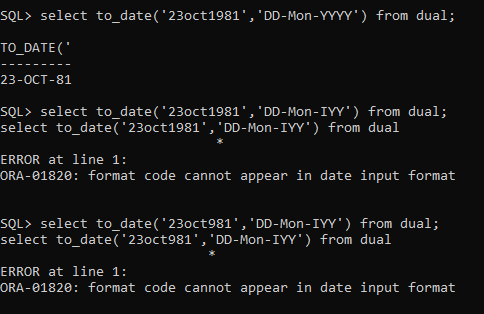 SQL> select to_date('23oct1981','DD-Mon-YYYY') from dual;
TO_DATE('
---------
23-OCT-81
SQL> select to_date('23oct1981','DD-Mon-IYY') from dual;
select to_date('23oct1981','DD-Mon-IYY') from dual
*
ERROR at line 1:
ORA-01820: format code cannot appear in date input format
SQL> select to_date('23oct981','DD-Mon-IYY') from dual;
select to_date('23oct981','DD-Mon-IYY') from dual
*
ERROR at line 1:
ORA-01820: format code cannot appear in date input format